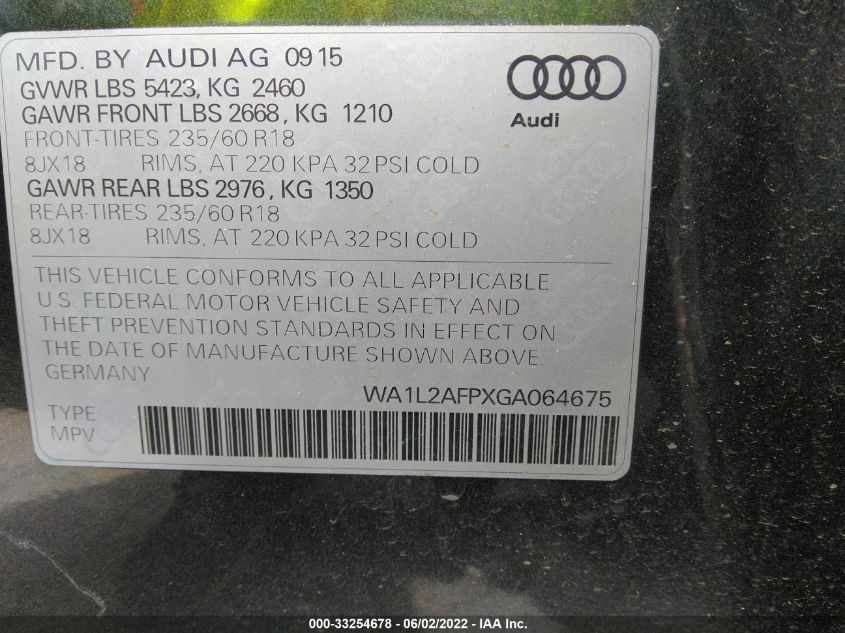 MFD. BY AUDI AG 09 15
GVWR LBS 5423, KG 2460
GAWR FRONT LBS 2668, KG 1210
FRONT-TIRES 235/60 R18
8JX18 RIMS, AT 220 KPA 32 PSI COLD
GAWR REAR LBS 2976, KG 1350
REAR-TIRES 235/60 R18
8JX18 RIMS, AT 220 KPA 32 PSI COLD
Audi
THIS VEHICLE CONFORMS TO ALL APPLICABLE
U.S. FEDERAL MOTOR VEHICLE SAFETY AND
THEFT PREVENTION STANDARDS IN EFFECT ON
THE DATE OF MANUFACTURE SHOWN ABOVE.
GERMANY
WA1L2AFPXGA064675
TYPE:
MPV
000-33254678 - 06/02/2022 - IAA Inc.